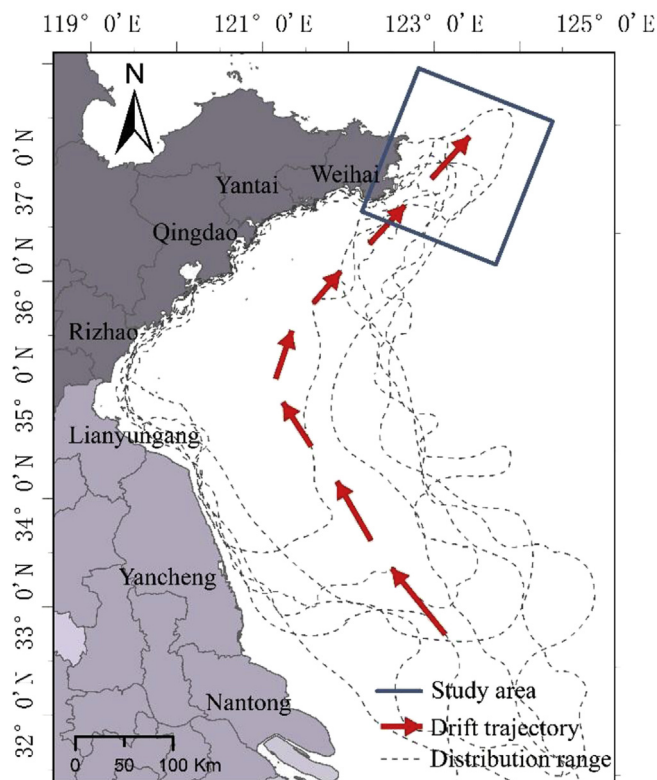 119° 0'E 121° 0'E 123° 0'E 125° 0'E
N
37° 0'N
36° 0'N
35° 0'N
34° 0'N
33° 0'N
32° 0'N
Weihai
Yantai
Qingdao
Rizhao
Lianyungang
Yancheng
Nantong
Study area
Drift trajectory
Distribution range
0 50 100 Km